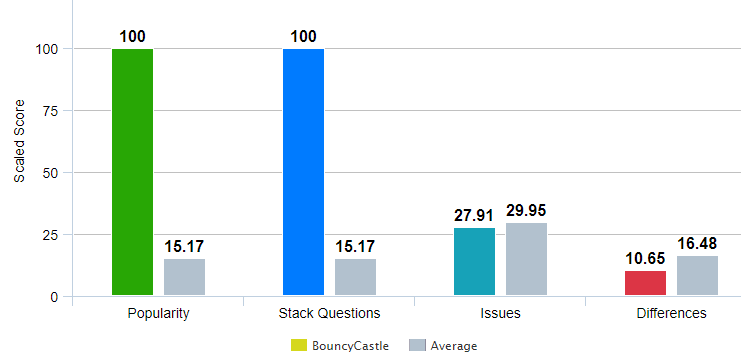 100 100
100
75
Scaled Score
50
27.91 29.95
25
15.17 15.17 16.48
10.65
0
Popularity Stack Questions Issues Differences
BouncyCastle Average